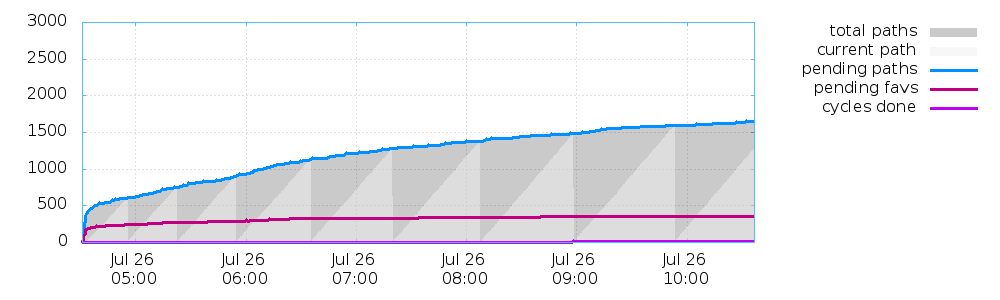 3000
2500
2000
1500
1000
500
0
Jul 26 Jul 26 Jul 26 Jul 26 Jul 26 Jul 26
05:00 06:00 07:00 08:00 09:00 10:00
total paths
current path
pending paths
pending favs
cycles done